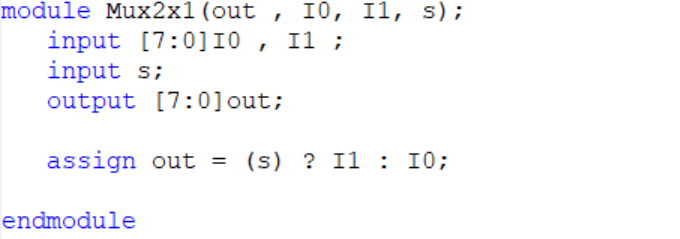 module Mux2x1(out , I0, I1, s);
input [7:0]I0 , I1 ;
input s;
output [7:0]out;
assign out = (s) ? I1 : I0;
endmodule